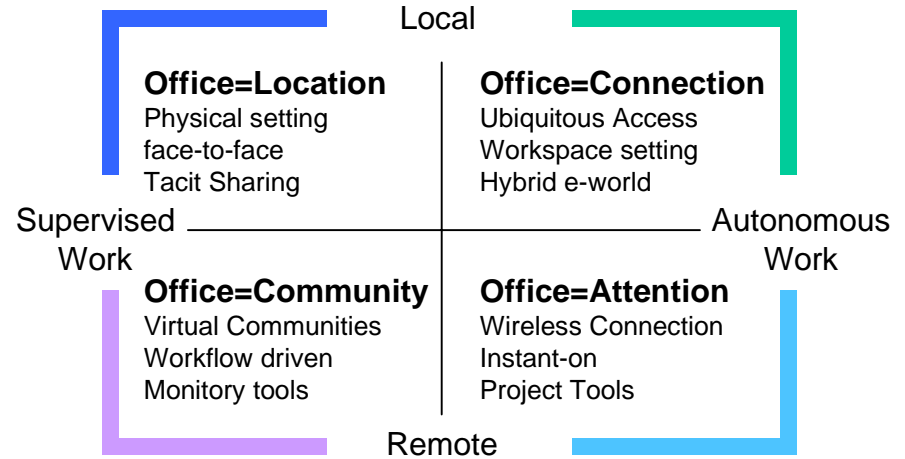 Local
Office=Location
Physical setting
face-to-face
Tacit Sharing
Office=Connection
Ubiquitous Access
Workspace setting
Hybrid e-world
Supervised
Work
Autonomous
Work
Office=Community
Virtual Communities
Workflow driven
Monitory tools
Office=Attention
Wireless Connection
Instant-on
Project Tools
Remote